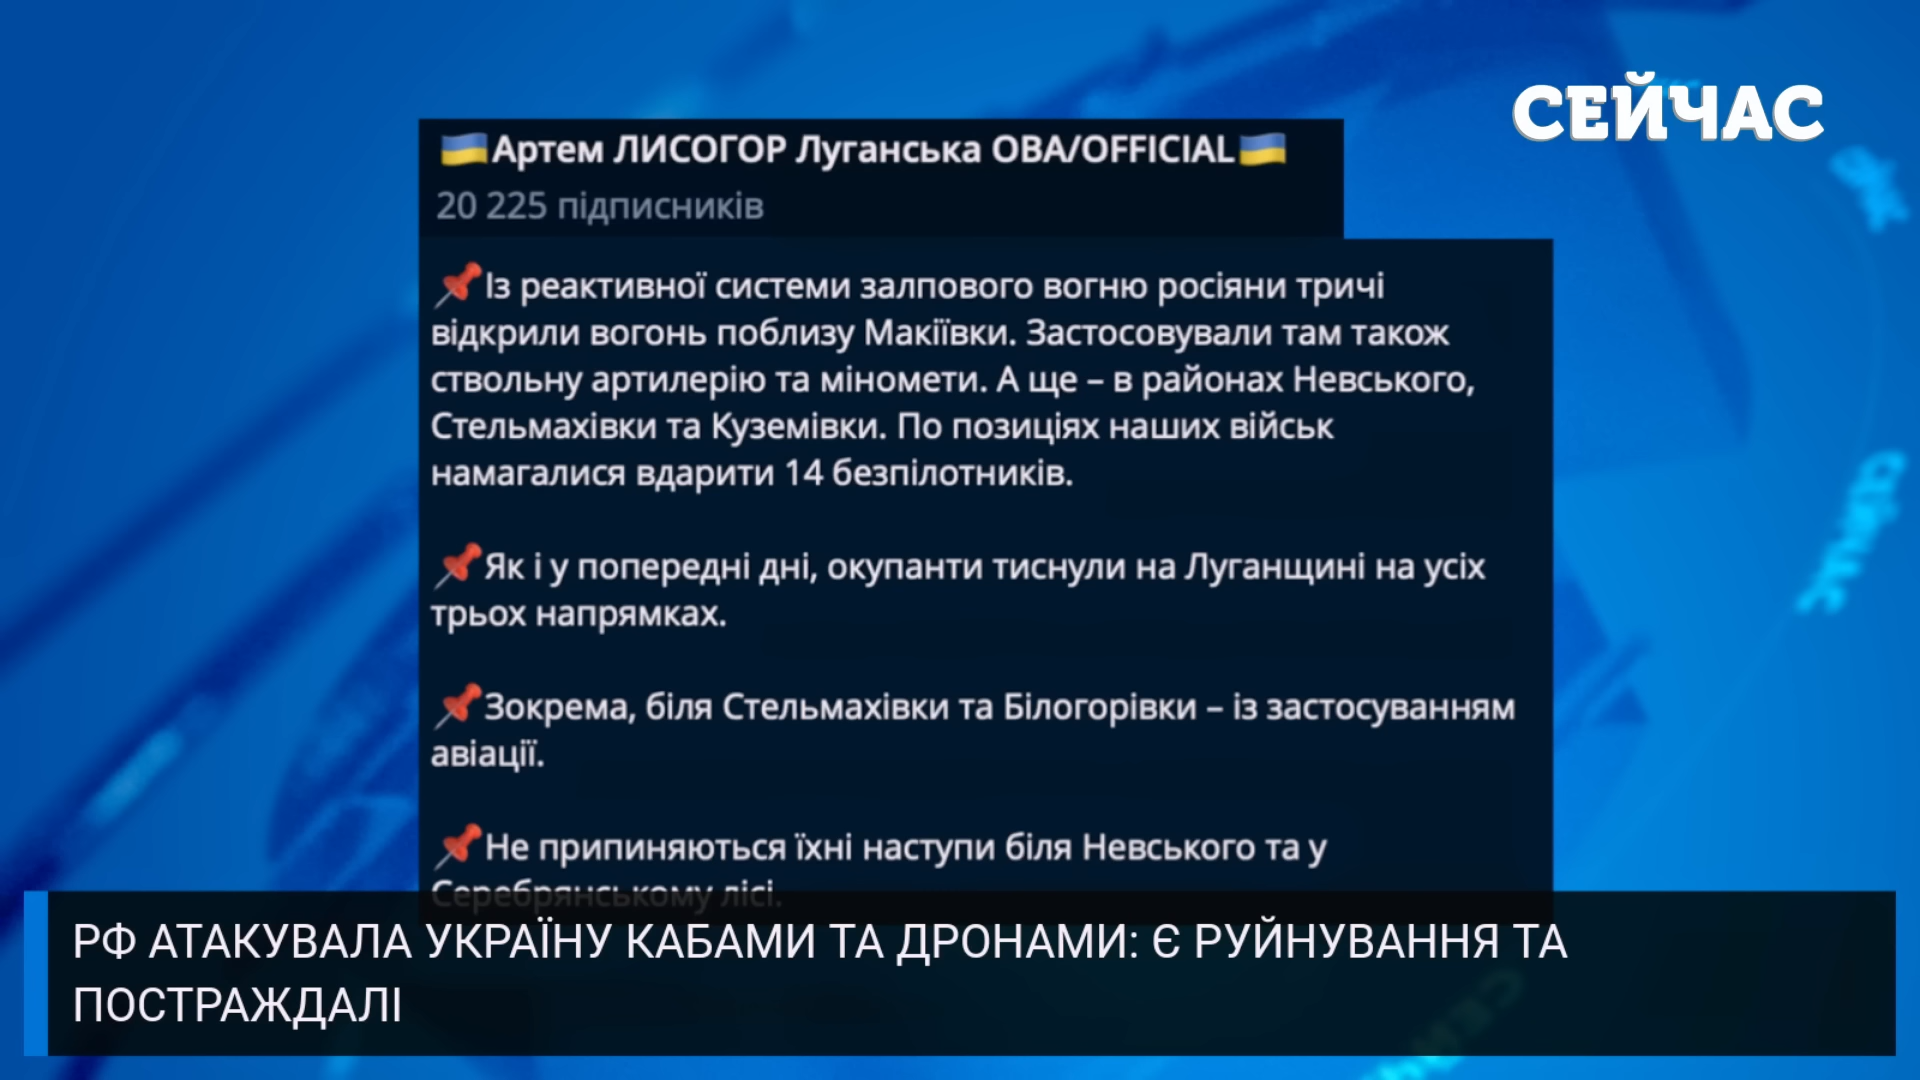 СЕЙЧАС
🇺🇦Артем ЛИСОГОР Луганська ОВА/OFFICIAL🇺🇦
20 225 підписників
📌Із реактивної системи залпового вогню росіяни тричі
відкрили вогонь поблизу Макіївки. Застосовували там також
ствольну артилерію та міномети. А ще – в районах Невського,
Стельмахівки та Куземівки. По позиціях наших військ
намагалися вдарити 14 безпілотників.
📌Як і у попередні дні, окупанти тиснули на Луганщині на усіх
трьох напрямках.
📌Зокрема, біля Стельмахівки та Білогорівки – із застосуванням
авіації.
📌Не припиняються їхні наступи біля Невського та у
Серебрянському лісі.
РФ АТАКУВАЛА УКРАЇНУ КАБАМИ ТА ДРОНАМИ: Є РУЙНУВАННЯ ТА
ПОСТРАЖДАЛІ